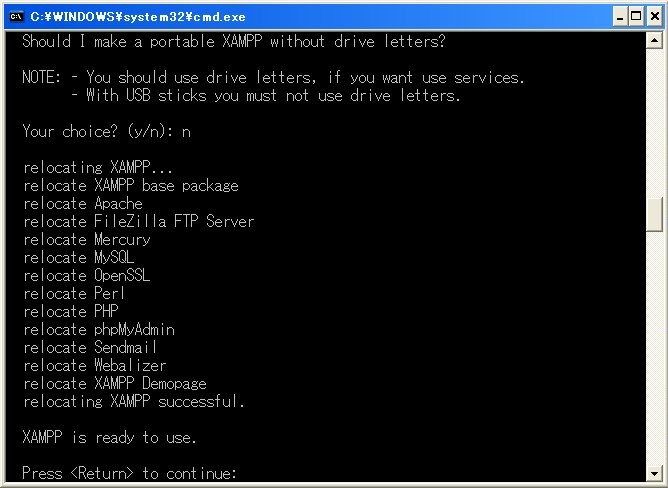 C:¥WINDOWS¥system32¥cmd.exe
Should I make a portable XAMPP without drive letters?
NOTE: - You should use drive letters, if you want use services.
- With USB sticks you must not use drive letters.
Your choice? (y/n): n
relocating XAMPP...
relocate XAMPP base package
relocate Apache
relocate FileZilla FTP Server
relocate Mercury
relocate MySQL
relocate OpenSSL
relocate Perl
relocate PHP
relocate phpMyAdmin
relocate Sendmail
relocate Webalizer
relocate XAMPP Demopage
relocating XAMPP successful.
XAMPP is ready to use.
Press <Return> to continue: